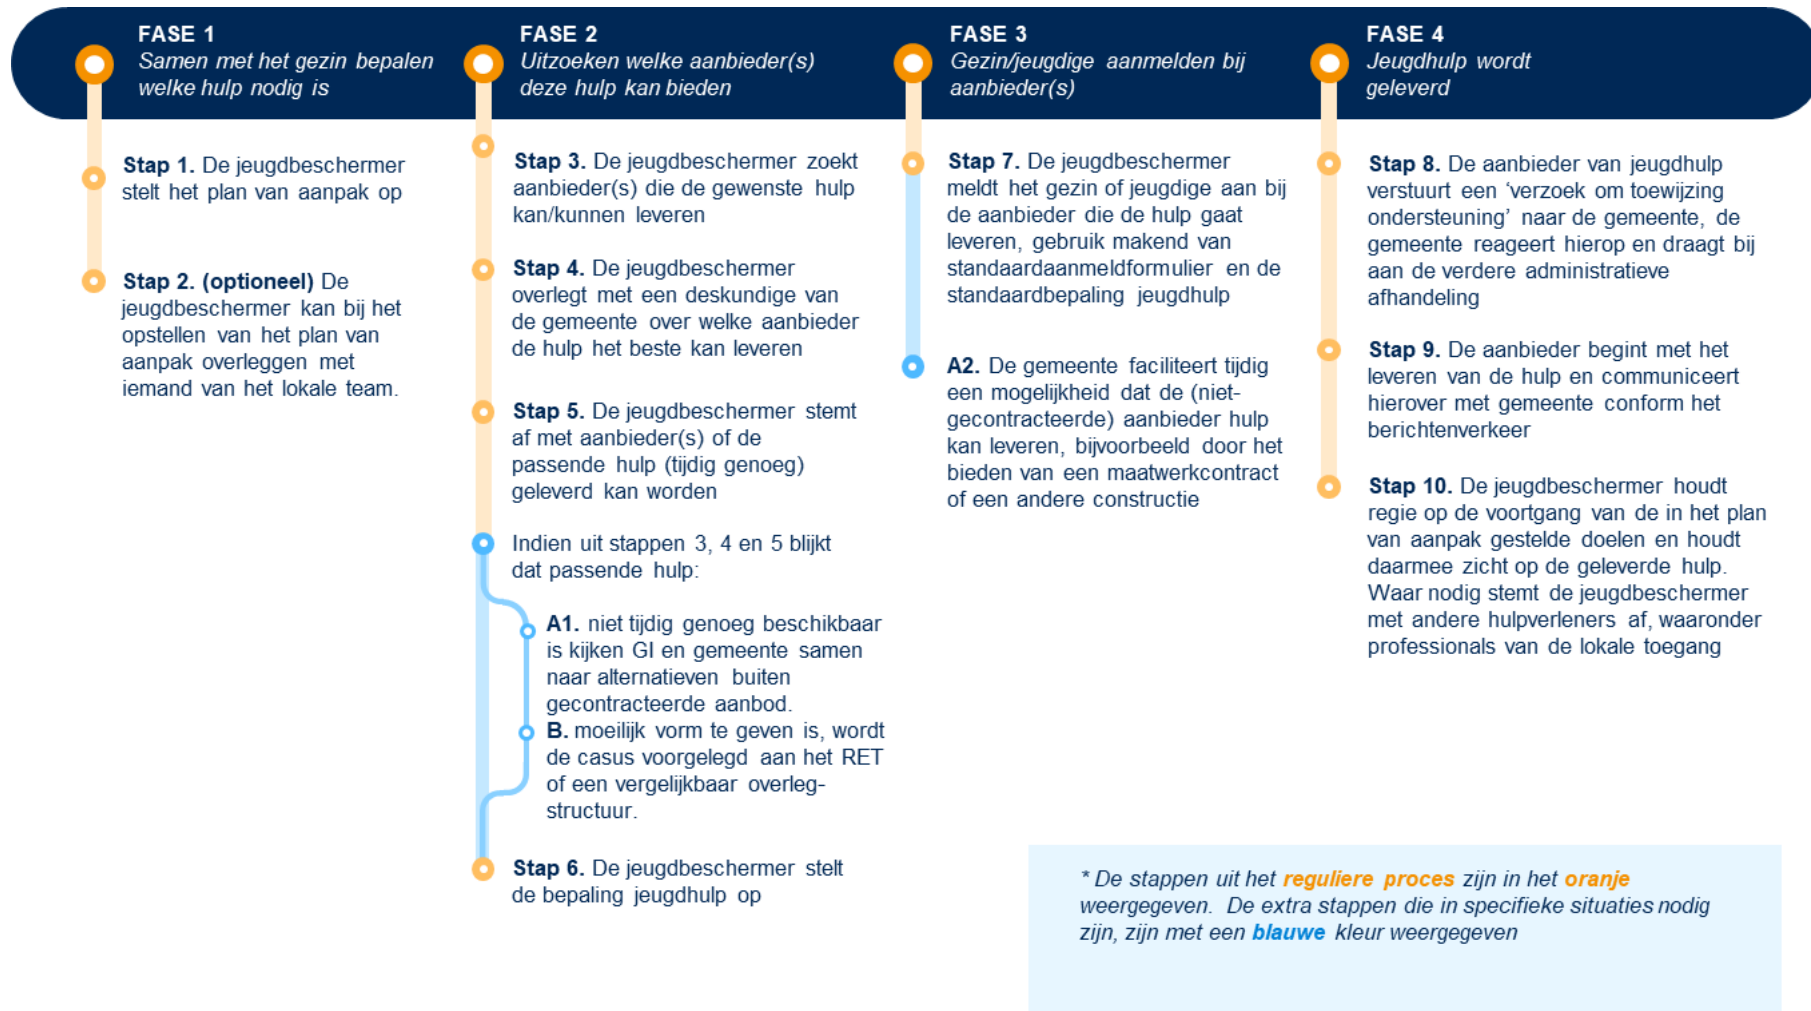 FASE 1
Samen met het gezin bepalen
welke hulp nodig is
Stap 1. De jeugdbeschermer
stelt het plan van aanpak op
Stap 2. (optioneel) De
jeugdbeschermer kan bij het
opstellen van het plan van
aanpak overleggen met
iemand van het lokale team.
FASE 2
Uitzoeken welke aanbieder(s)
deze hulp kan bieden
Stap 3. De jeugdbeschermer zoekt
aanbieder(s) die de gewenste hulp
kan/kunnen leveren
Stap 4. De jeugdbeschermer
overlegt met een deskundige van
de gemeente over welke aanbieder
de hulp het beste kan leveren
Stap 5. De jeugdbeschermer stemt
af met aanbieder(s) of de
passende hulp (tijdig genoeg)
geleverd kan worden
Indien uit stappen 3, 4 en 5 blijkt
dat passende hulp:
A1. niet tijdig genoeg beschikbaar
is kijken GI en gemeente samen
naar alternatieven buiten
gecontracteerde aanbod.
B. moeilijk vorm te geven is, wordt
de casus voorgelegd aan het RET
of een vergelijkbaar overleg-
structuur.
Stap 6. De jeugdbeschermer stelt
de bepaling jeugdhulp op
FASE 3
Gezin/jeugdige aanmelden bij
aanbieder(s)
Stap 7. De jeugdbeschermer
meldt het gezin of jeugdige aan bij
de aanbieder die de hulp gaat
leveren, gebruik makend van
standaardaanmeldformulier en de
standaardbepaling jeugdhulp
A2. De gemeente faciliteert tijdig
een mogelijkheid dat de (niet-
gecontracteerde) aanbieder hulp
kan leveren, bijvoorbeeld door het
bieden van een maatwerkcontract
of een andere constructie
FASE 4
Jeugdhulp wordt
geleverd
Stap 8. De aanbieder van jeugdhulp
verstuurt een ‘verzoek om toewijzing
ondersteuning’ naar de gemeente, de
gemeente reageert hierop en draagt bij
aan de verdere administratieve
afhandeling
Stap 9. De aanbieder begint met het
leveren van de hulp en communiceert
hierover met gemeente conform het
berichtenverkeer
Stap 10. De jeugdbeschermer houdt
regie op de voortgang van de in het plan
van aanpak gestelde doelen en houdt
daarmee zicht op de geleverde hulp.
Waar nodig stemt de jeugdbeschermer
met andere hulpverleners af, waaronder
professionals van de lokale toegang
* De stappen uit het reguliere proces zijn in het oranje
weergegeven. De extra stappen die in specifieke situaties nodig
zijn, zijn met een blauwe kleur weergegeven